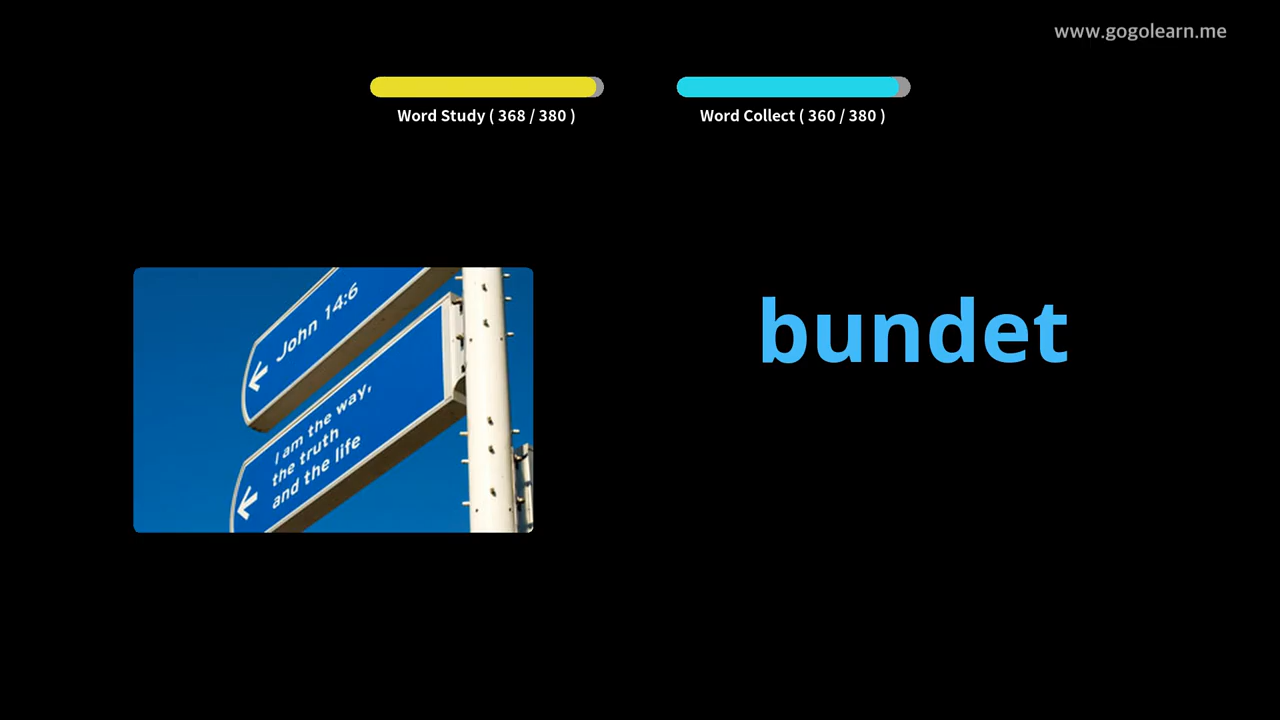 www.gogolearn.me
Word Study ( 368 / 380 )
Word Collect ( 360 / 380 )
John 14:6
I am the way,
the truth
and the life
bundet